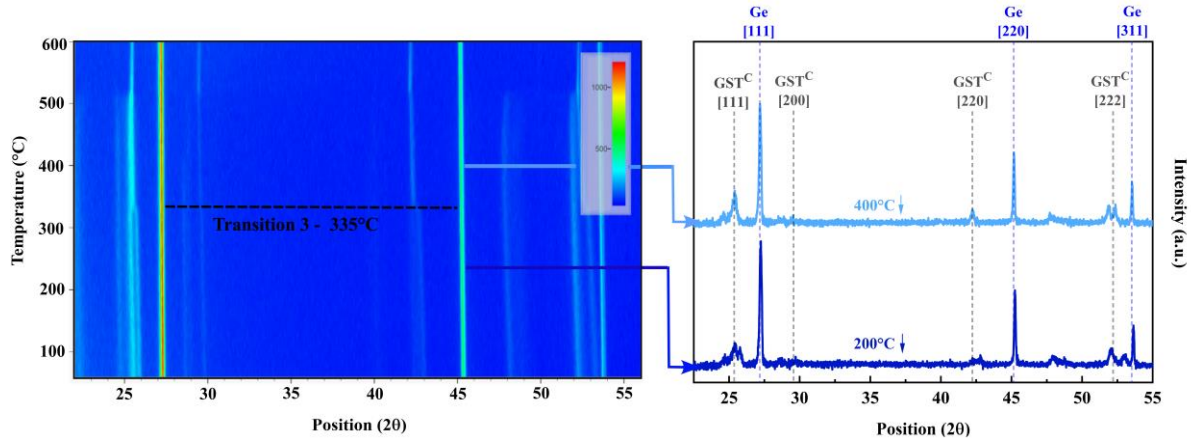 600
500
400
300
200
100
Temperature (°C)
25
30
35
40
45
50
55
Position (2θ)
Transition 3 - 335°C
1000
500
Ge
[111]
Ge
[220]
Ge
[311]
GST^C
[111]
GST^C
[200]
GST^C
[220]
GST^C
[222]
400°C ↓
200°C ↓
25
30
35
40
45
50
55
Position (2θ)
Intensity (a.u.)